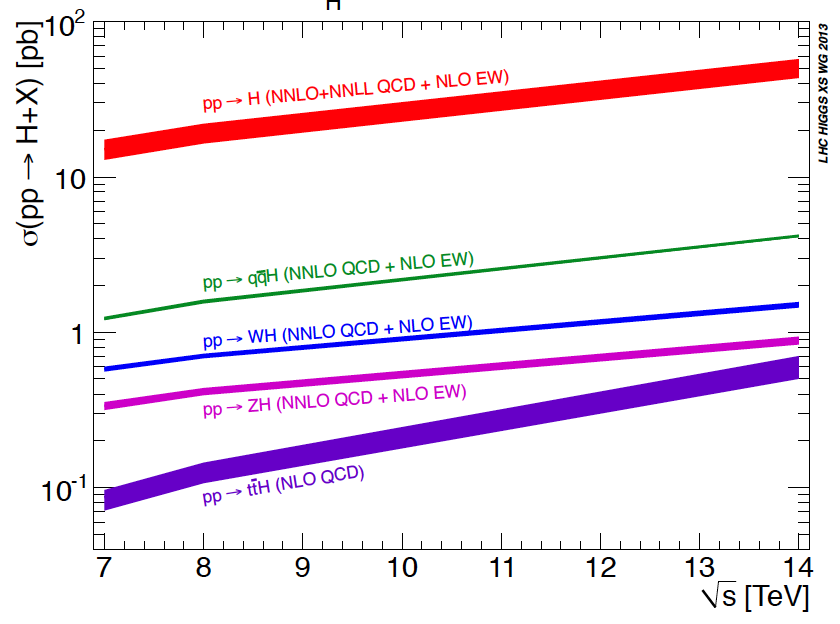 H
σ(pp → H+X) [pb]
10²
10
1
10⁻¹
pp → H (NNLO+NNLL QCD + NLO EW)
pp → qq̄H (NNLO QCD + NLO EW)
pp → WH (NNLO QCD + NLO EW)
pp → ZH (NNLO QCD + NLO EW)
pp → tt̄H (NLO QCD)
7 8 9 10 11 12 13 14
√s [TeV]
LHC HIGGS XS WG 2013